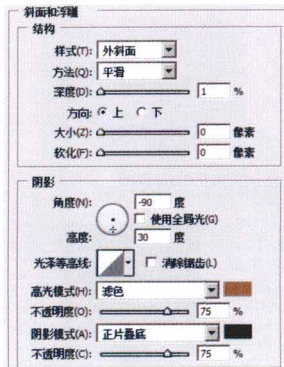 斜面和浮雕
结构
样式(T): 外斜面
方法(Q): 平滑
深度(D): 1 %
方向: 上 下
大小(Z): 0 像素
软化(F): 0 像素
阴影
角度(N): -90 度
使用全局光(G)
高度: 30 度
光泽等高线: 消除锯齿(L)
高光模式(H): 滤色
不透明度(O): 75 %
阴影模式(A): 正片叠底
不透明度(C): 75 %